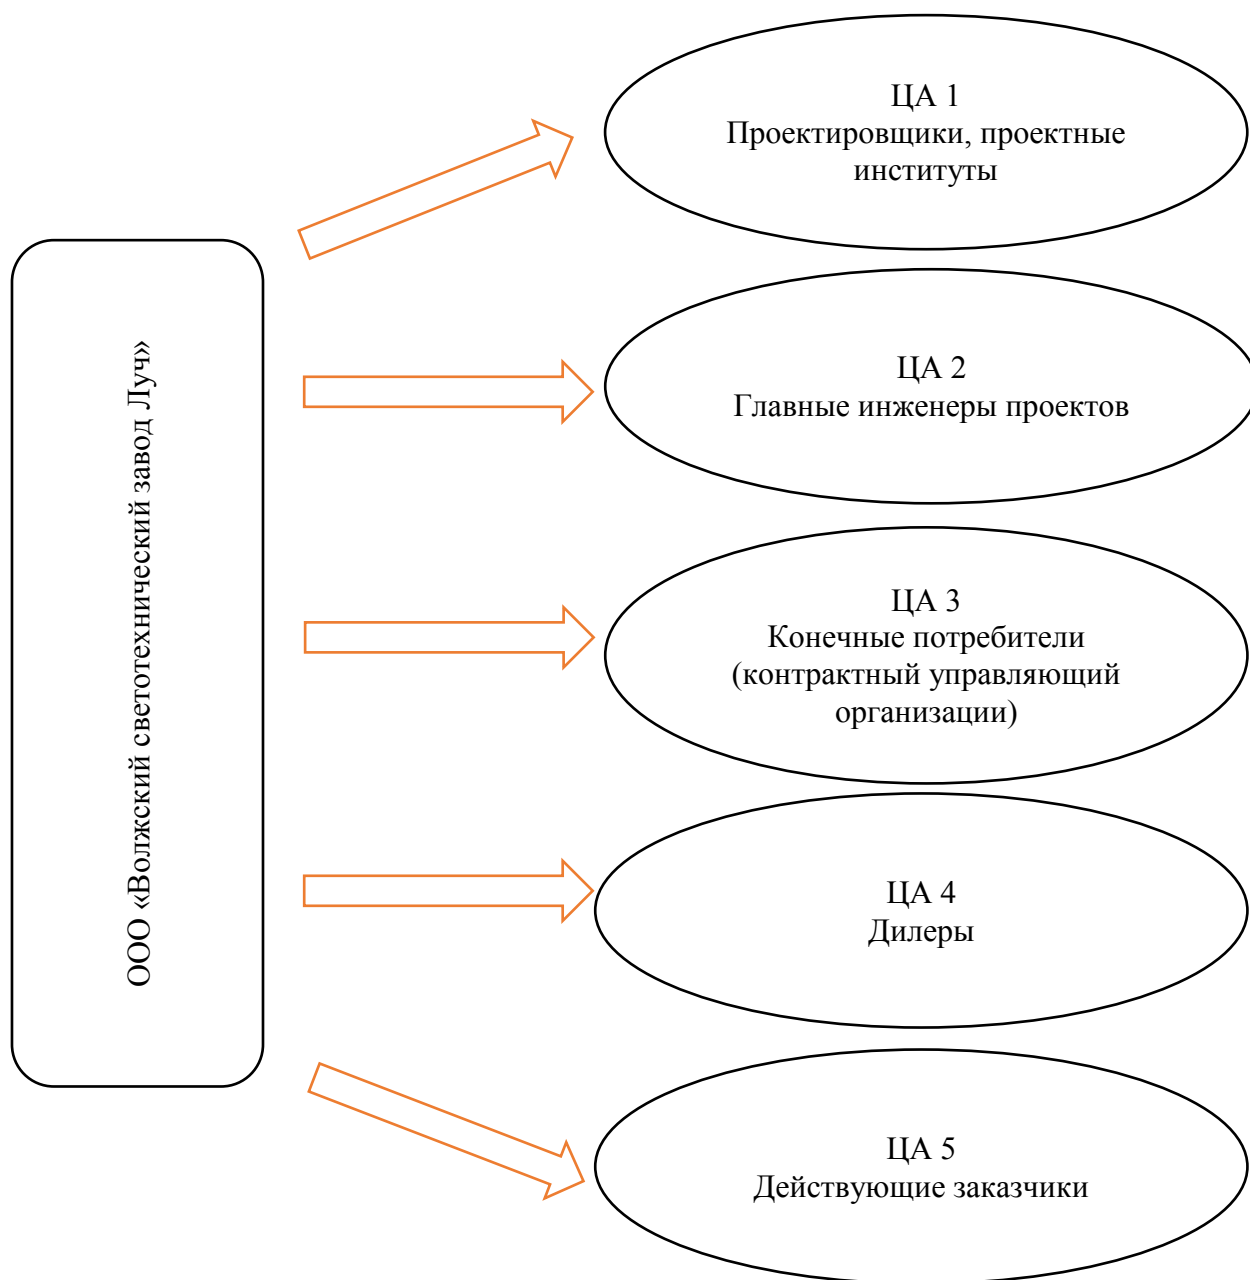 ООО «Волжский светотехнический завод Луч»
ЦА 1
Проектировщики, проектные
институты
ЦА 2
Главные инженеры проектов
ЦА 3
Конечные потребители
(контрактный управляющий
организации)
ЦА 4
Дилеры
ЦА 5
Действующие заказчики